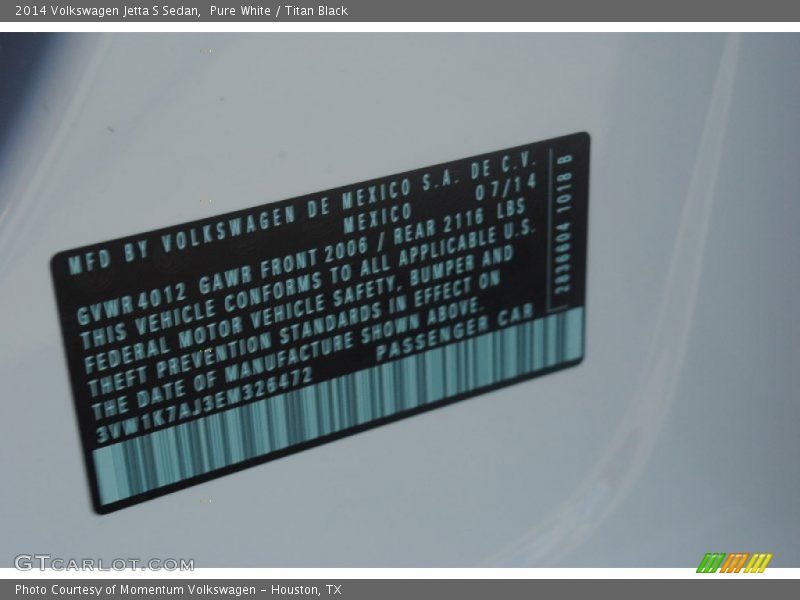 2014 Volkswagen Jetta S Sedan,  Pure White / Titan Black
MFD BY VOLKSWAGEN DE MEXICO S.A. DE C.V.
MEXICO 07/14
GVWR 4012 GAWR FRONT 2006 / REAR 2116 LBS
THIS VEHICLE CONFORMS TO ALL APPLICABLE U.S.
FEDERAL MOTOR VEHICLE SAFETY, BUMPER AND
THEFT PREVENTION STANDARDS IN EFFECT ON
THE DATE OF MANUFACTURE SHOWN ABOVE.
3VW1K7AJ3EM326472 PASSENGER CAR
1018 B
GTCARLOT.COM
Photo Courtesy of Momentum Volkswagen - Houston, TX